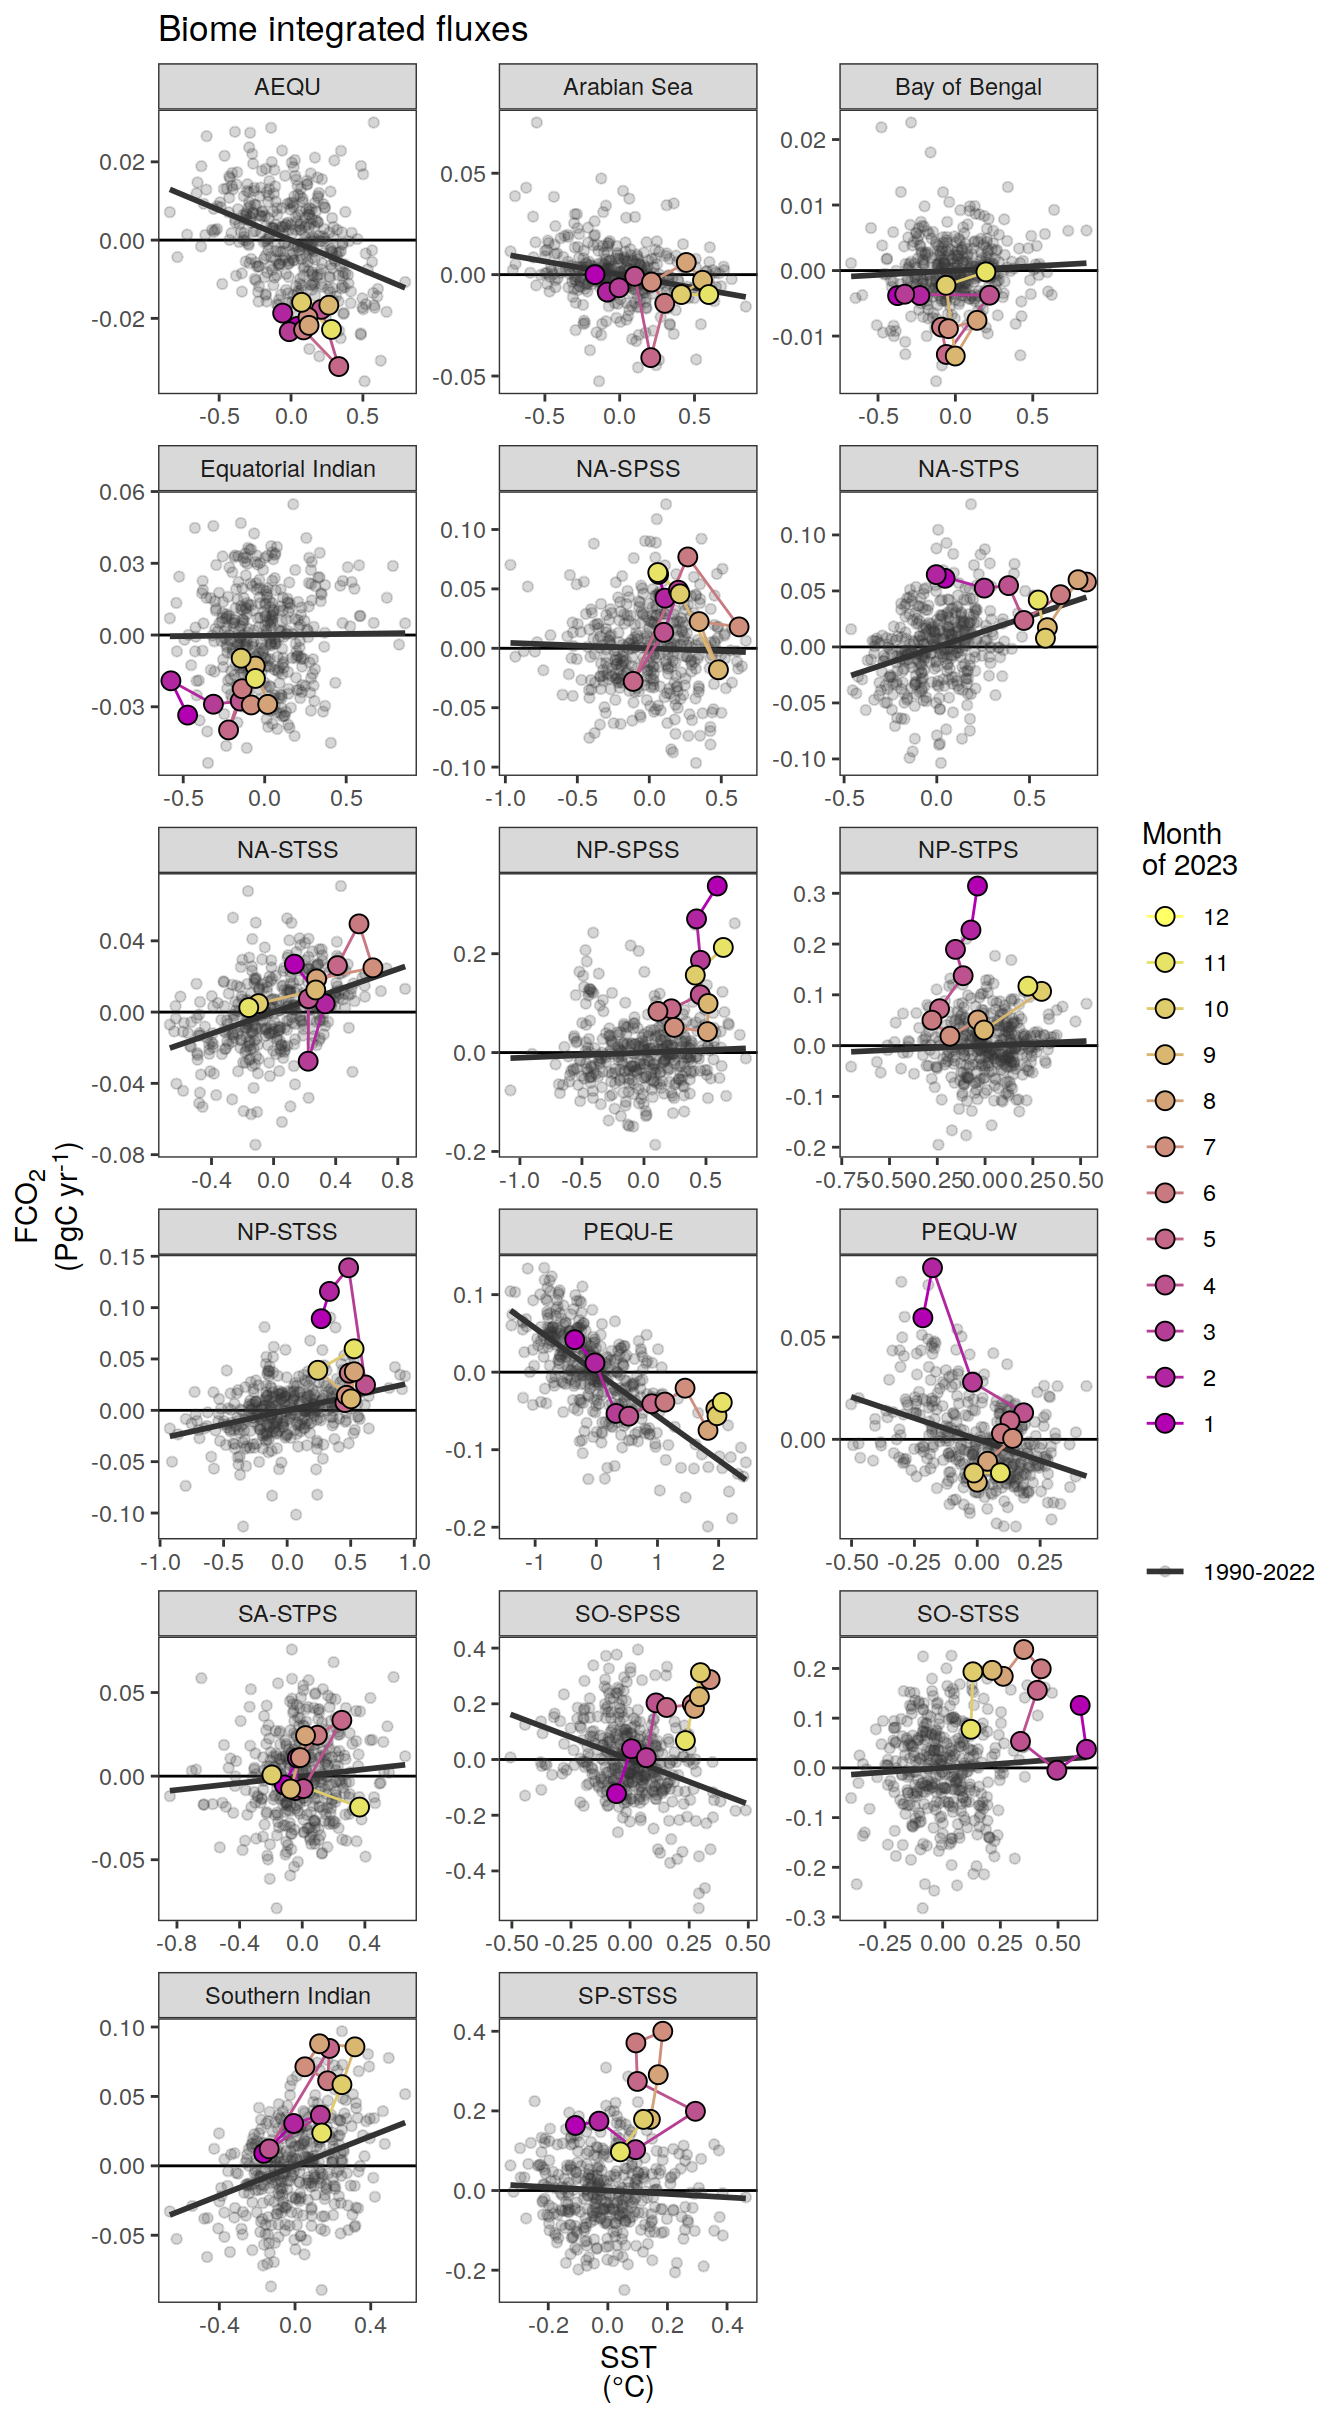 Biome integrated fluxes
AEQU
Arabian Sea
Bay of Bengal
0.02
0.00
-0.02
0.05
0.00
-0.05
0.02
0.01
0.00
-0.01
-0.5 0.0 0.5
-0.5 0.0 0.5
-0.5 0.0 0.5
Equatorial Indian
NA-SPSS
NA-STPS
0.06
0.03
0.00
-0.03
0.10
0.05
0.00
-0.05
-0.10
0.10
0.05
0.00
-0.05
-0.10
-0.5 0.0 0.5
-1.0 -0.5 0.0 0.5
-0.5 0.0 0.5
NA-STSS
NP-SPSS
NP-STPS
0.04
0.00
-0.04
-0.08
0.2
0.0
-0.2
0.3
0.2
0.1
0.0
-0.1
-0.2
-0.4 0.0 0.4 0.8
-1.0 -0.5 0.0 0.5
-0.75 -0.50 -0.25 0.00 0.25 0.50
NP-STSS
PEQU-E
PEQU-W
0.15
0.10
0.05
0.00
-0.05
-0.10
0.1
0.0
-0.1
-0.2
0.05
0.00
-1.0 -0.5 0.0 0.5 1.0
-1 0 1 2
-0.50 -0.25 0.00 0.25
SA-STPS
SO-SPSS
SO-STSS
0.05
0.00
-0.05
0.4
0.2
0.0
-0.2
-0.4
0.2
0.1
0.0
-0.1
-0.2
-0.3
-0.8 -0.4 0.0 0.4
-0.50 -0.25 0.00 0.25 0.50
-0.25 0.00 0.25 0.50
Southern Indian
SP-STSS
0.10
0.05
0.00
-0.05
0.4
0.2
0.0
-0.2
-0.4 0.0 0.4
-0.2 0.0 0.2 0.4
SST
(°C)
FCO₂
(PgC yr⁻¹)
Month
of 2023
12
11
10
9
8
7
6
5
4
3
2
1
1990-2022